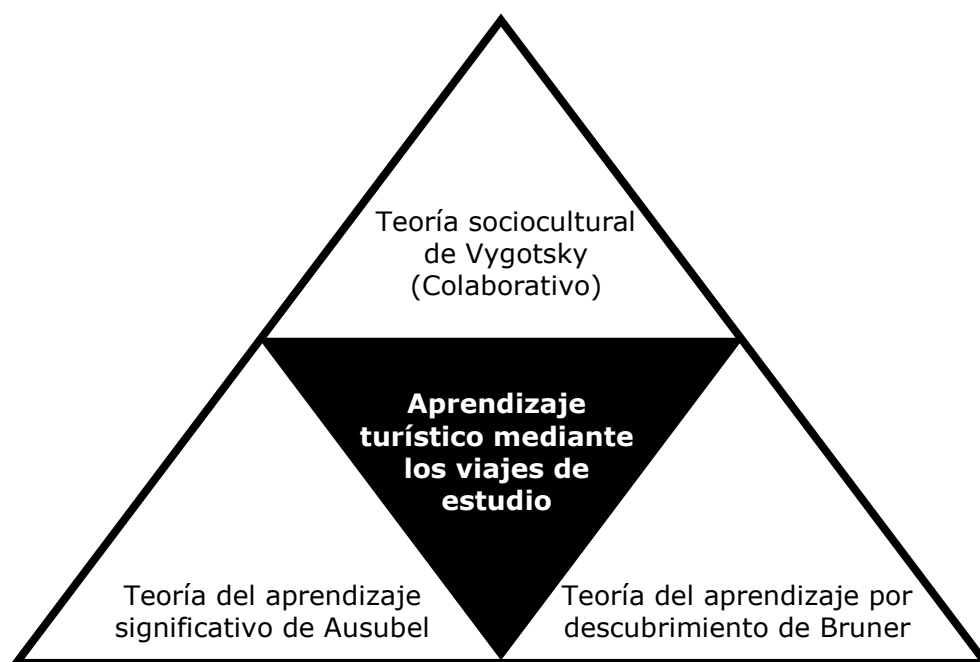 Teoría sociocultural
de Vygotsky
(Colaborativo)
Aprendizaje
turístico mediante
los viajes de
estudio
Teoría del aprendizaje
significativo de Ausubel
Teoría del aprendizaje por
descubrimiento de Bruner